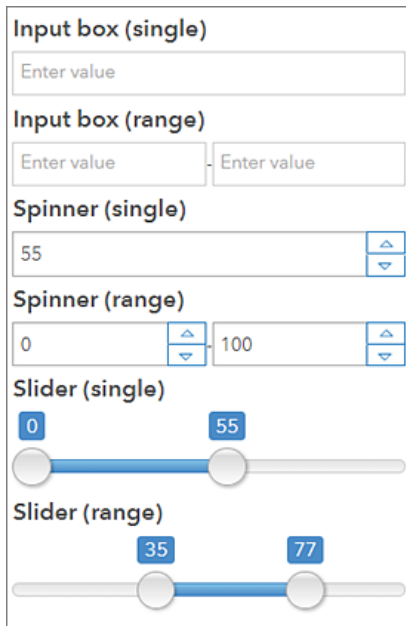 Input box (single)
Enter value
Input box (range)
Enter value - Enter value
Spinner (single)
55
Spinner (range)
0 - 100
Slider (single)
0 55
Slider (range)
35 77